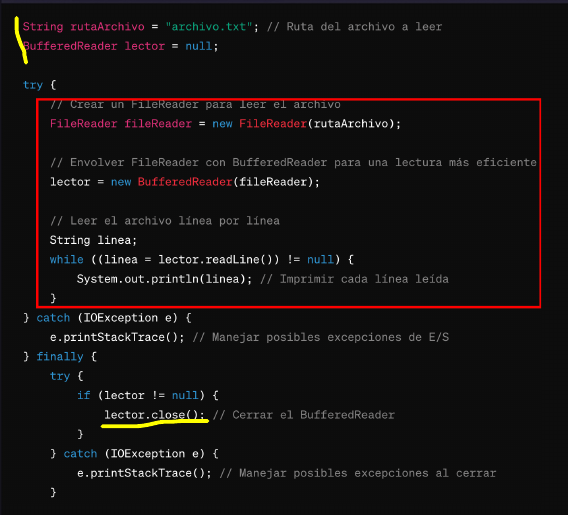 String rutaArchivo = "archivo.txt"; // Ruta del archivo a leer
BufferedReader lector = null;
try {
// Crear un FileReader para leer el archivo
FileReader fileReader = new FileReader(rutaArchivo);
// Envolver FileReader con BufferedReader para una lectura más eficiente
lector = new BufferedReader(fileReader);
// Leer el archivo línea por línea
String linea;
while ((linea = lector.readLine()) != null) {
System.out.println(linea); // Imprimir cada línea leída
}
} catch (IOException e) {
e.printStackTrace(); // Manejar posibles excepciones de E/S
} finally {
try {
if (lector != null) {
lector.close(); // Cerrar el BufferedReader
}
} catch (IOException e) {
e.printStackTrace(); // Manejar posibles excepciones al cerrar
}